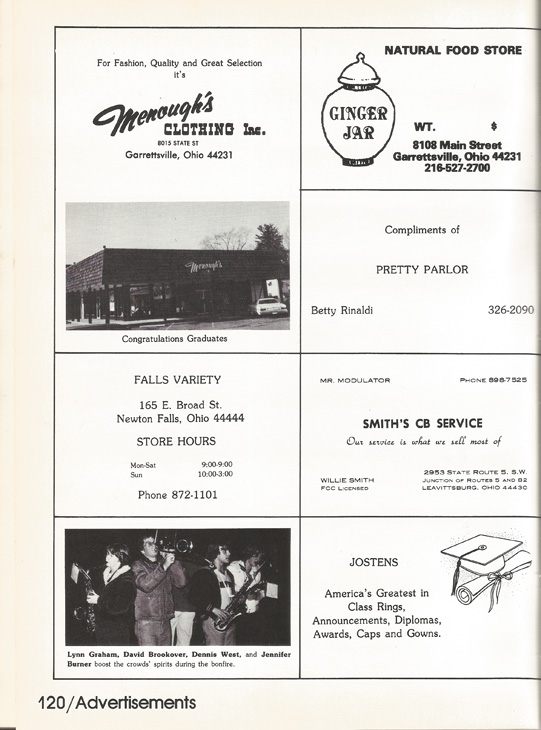 For Fashion, Quality and Great Selection
it's
Menough's
CLOTHING Inc.
8015 STATE ST
Garrettsville, Ohio 44231
Menough's
Congratulations Graduates
NATURAL FOOD STORE
GINGER
JAR
WT. $
8108 Main Street
Garrettsville, Ohio 44231
216-527-2700
Compliments of
PRETTY PARLOR
Betty Rinaldi 326-2090
FALLS VARIETY
165 E. Broad St.
Newton Falls, Ohio 44444
STORE HOURS
Mon-Sat 9:00-9:00
Sun 10:00-3:00
Phone 872-1101
MR. MODULATOR PHONE 898-7525
SMITH'S CB SERVICE
Our service is what we sell most of
WILLIE SMITH
FCC LICENSED
2953 STATE ROUTE 5, S.W.
JUNCTION OF ROUTES 5 AND 82
LEAVITTSBURG, OHIO 44430
Lynn Graham, David Brookover, Dennis West, and Jennifer
Burner boost the crowds' spirits during the bonfire.
JOSTENS
America's Greatest in
Class Rings,
Announcements, Diplomas,
Awards, Caps and Gowns.
120/Advertisements